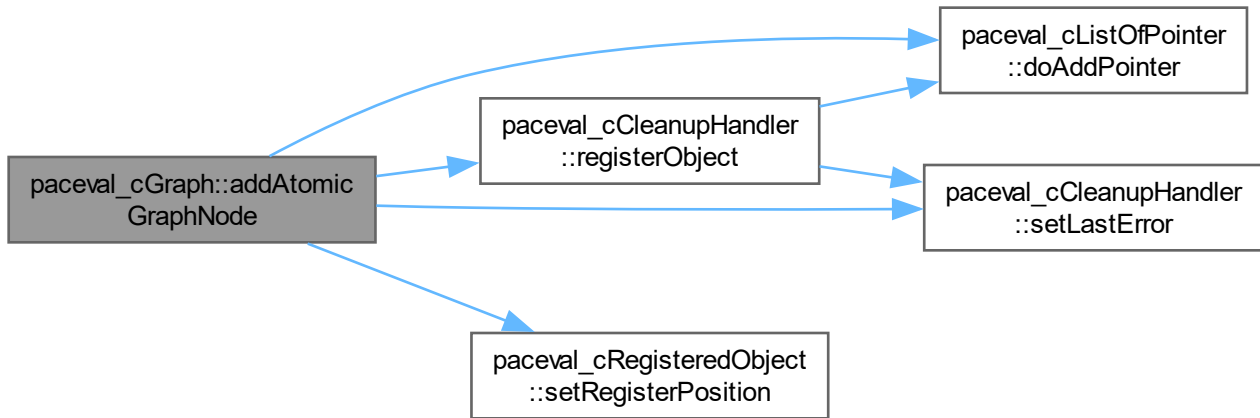 paceval_cGraph::addAtomic
GraphNode
paceval_cCleanupHandler
::registerObject
paceval_cListOfPointer
::doAddPointer
paceval_cCleanupHandler
::setLastError
paceval_cRegisteredObject
::setRegisterPosition